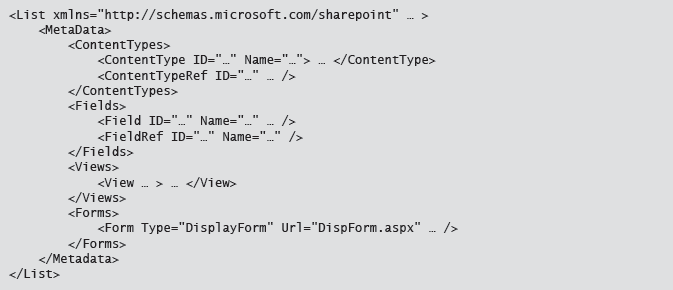 <List xmlns="http://schemas.microsoft.com/sharepoint" … >
<MetaData>
<ContentTypes>
<ContentType ID="…" Name="…"> … </ContentType>
<ContentTypeRef ID="…" … />
</ContentTypes>
<Fields>
<Field ID="…" Name="…" … />
<FieldRef ID="…" Name="…" />
</Fields>
<Views>
<View … > … </View>
</Views>
<Forms>
<Form Type="DisplayForm" Url="DispForm.aspx" … />
</Forms>
</Metadata>
</List>